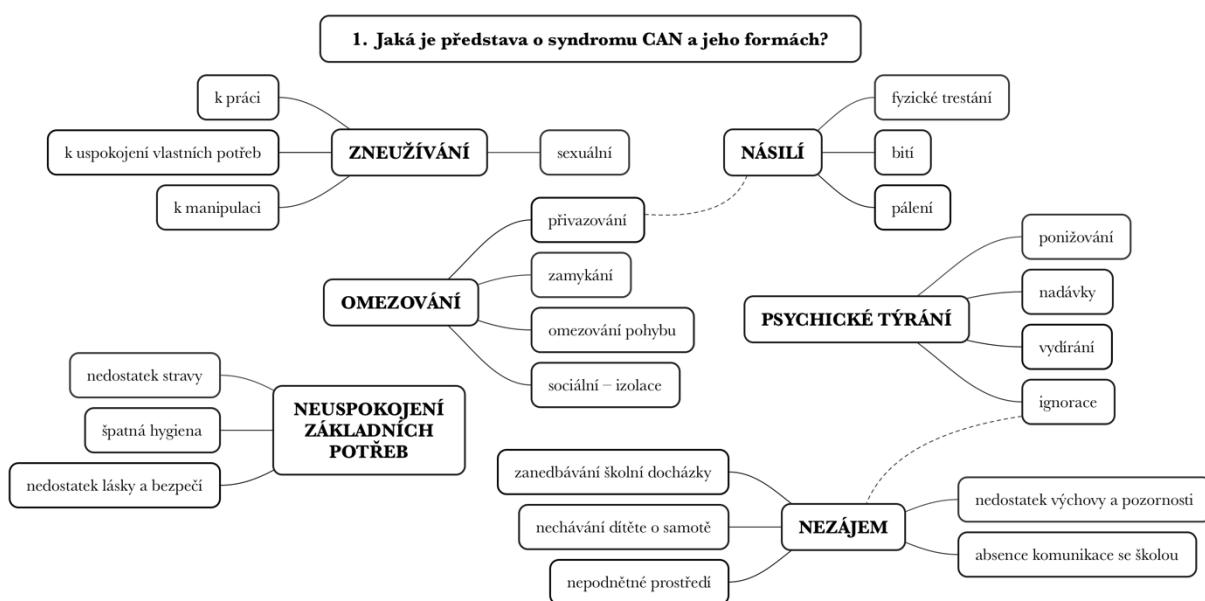 1. Jaká je představa o syndromu CAN a jeho formách?
k práci
k uspokojení vlastních potřeb
k manipulaci
ZNEUŽÍVÁNÍ
sexuální
NÁSILÍ
fyzické trestání
bití
pálení
OMEZOVÁNÍ
přivazování
zamykání
omezování pohybu
sociální – izolace
PSYCHICKÉ TÝRÁNÍ
ponižování
nadávky
vydírání
ignorace
nedostatek stravy
špatná hygiena
nedostatek lásky a bezpečí
NEUSPOKOJENÍ
ZÁKLADNÍCH
POTŘEB
zanedbávání školní docházky
nechávání dítěte o samotě
nepodnětné prostředí
NEZÁJEM
nedostatek výchovy a pozornosti
absence komunikace se školou